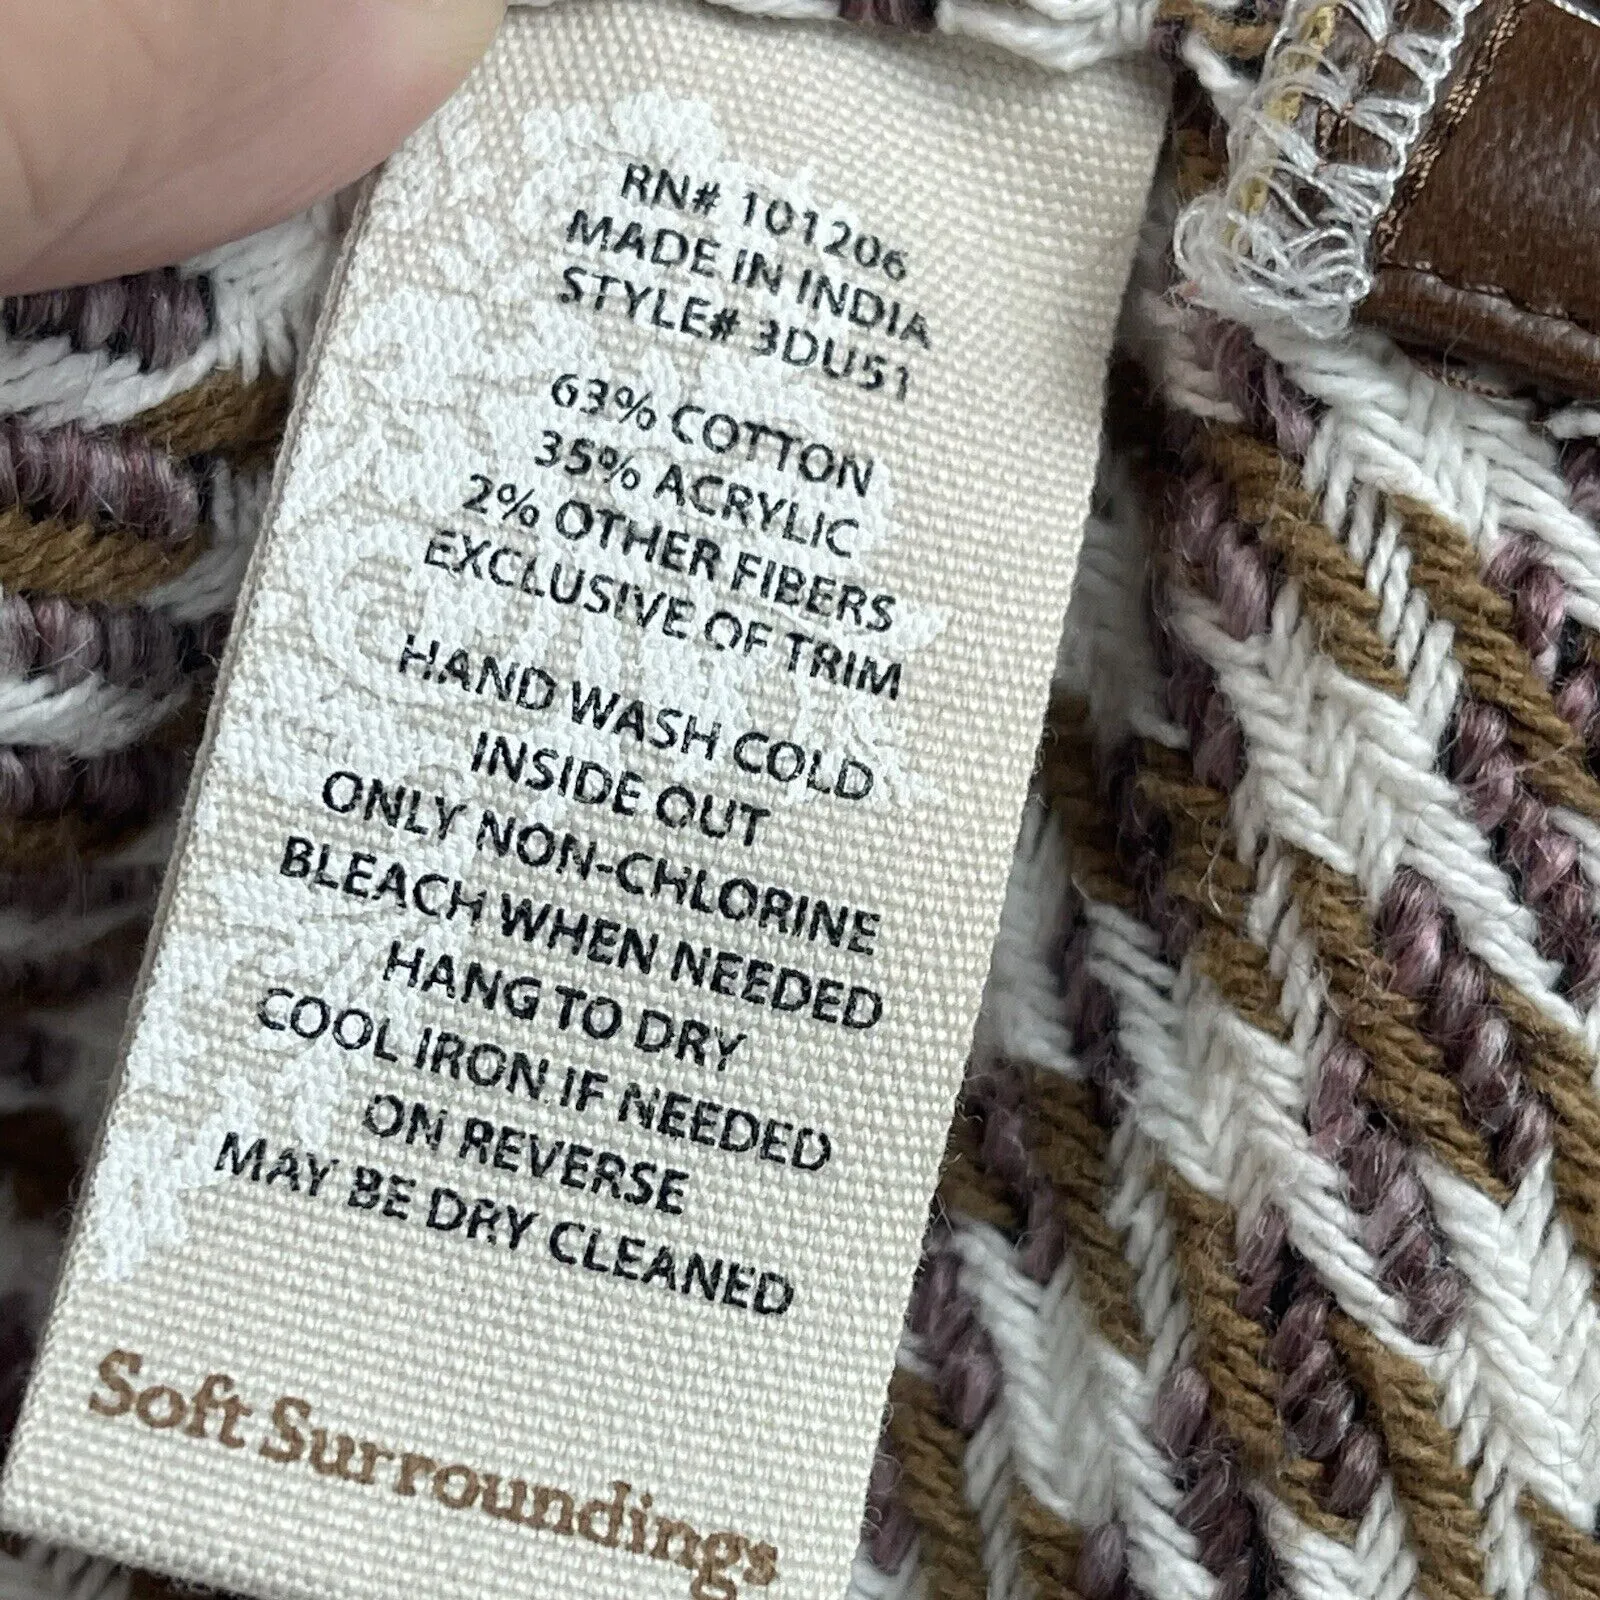 RN# 101206
MADE IN INDIA
STYLE# 3DU51
63% COTTON
35% ACRYLIC
2% OTHER FIBERS
EXCLUSIVE OF TRIM
HAND WASH COLD
INSIDE OUT
ONLY NON-CHLORINE
BLEACH WHEN NEEDED
HANG TO DRY
COOL IRON IF NEEDED
ON REVERSE
MAY BE DRY CLEANED
Soft Surroundings